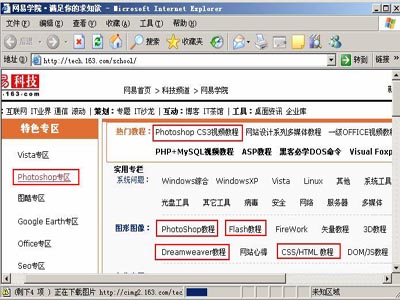 网易学院·满足你的求知欲 - Microsoft Internet Explorer
文件(F) 编辑(E) 查看(V) 收藏(A) 工具(T) 帮助(H)
后退 搜索 收藏夹
地址(D) http://tech.163.com/school/ 转到 链接
易 科技 网易首页 > 科技频道 > 网易学院
.163.com
互联网 IT业界 通信 滚动 | 策划: 专题 IT沙龙 | 互动: 博客 IT茶馆 | 工具: 桌面资讯 企业库
特色专区
Vista专区
Photoshop专区
图酷专区
Google Earth专区
Office专区
Seo专区
热门教程: Photoshop CS3视频教程 网站设计系列多媒体教程 一级OFFICE视频教
PHP+MySQL视频教程 ASP教程 黑客必学DOS命令 Visual Foxp
实用专栏
系统问题: Windows综合 WindowsXP Vista Linux 其他 系统工
光盘工具 其他工具 病毒 安全 网络 服务器 多媒体
图形图像: PhotoShop教程 Flash教程 FireWork 矢量教程 3D教程
Dreamweaver教程 网站心得 CSS/HTML 教程 DOM/JS教程
(剩下4 项) 正在下载图片 http://cimg2.163.com/tec 未知区域